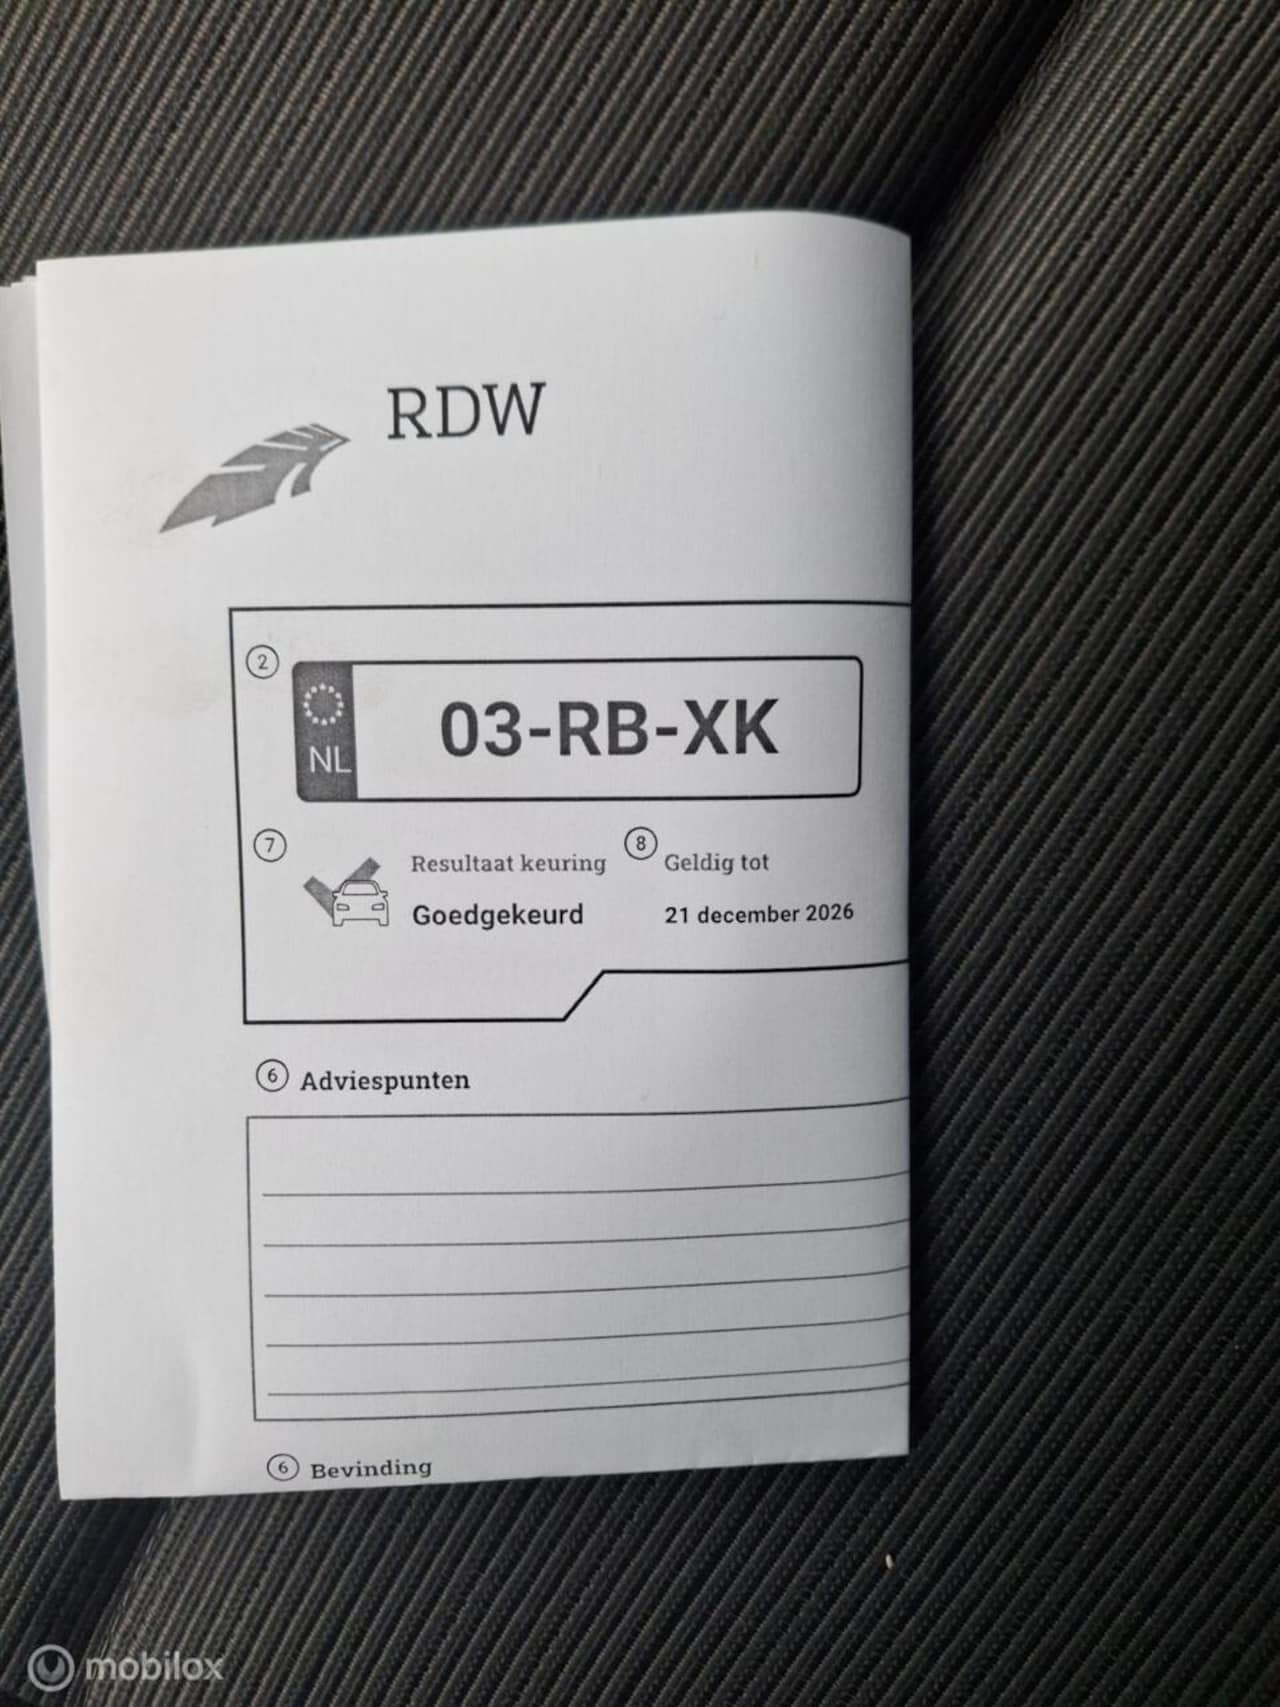 RDW
2
NL
03-RB-XK
7
Resultaat keuring
8
Geldig tot
Goedgekeurd
21 december 2026
6 Adviespunten
6 Bevinding
mobilox